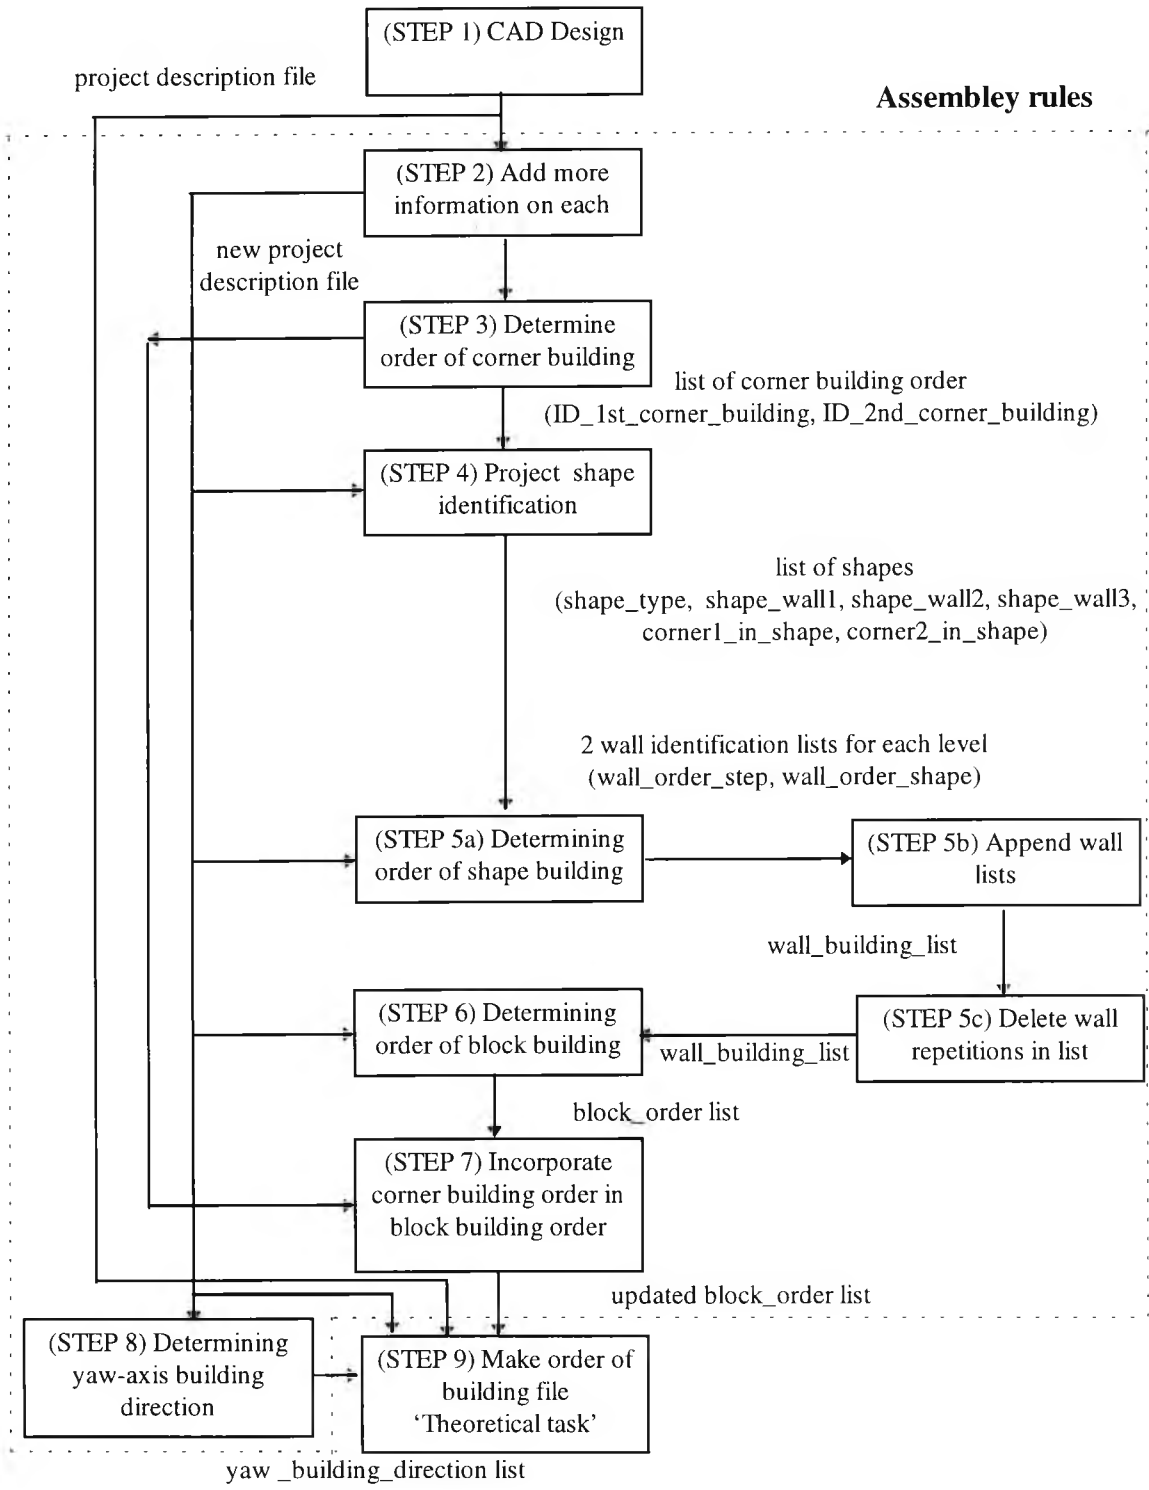 (STEP 1) CAD Design
project description file
Assembley rules
(STEP 2) Add more
information on each
new project
description file
(STEP 3) Determine
order of corner building
list of corner building order
(ID_1st_corner_building, ID_2nd_corner_building)
(STEP 4) Project shape
identification
list of shapes
(shape_type, shape_wall1, shape_wall2, shape_wall3,
corner1_in_shape, corner2_in_shape)
2 wall identification lists for each level
(wall_order_step, wall_order_shape)
(STEP 5a) Determining
order of shape building
(STEP 5b) Append wall
lists
wall_building_list
(STEP 6) Determining
order of block building
(STEP 5c) Delete wall
repetitions in list
wall_building_list
block_order list
(STEP 7) Incorporate
corner building order in
block building order
updated block_order list
(STEP 8) Determining
yaw-axis building
direction
(STEP 9) Make order of
building file
‘Theoretical task’
yaw _building_direction list